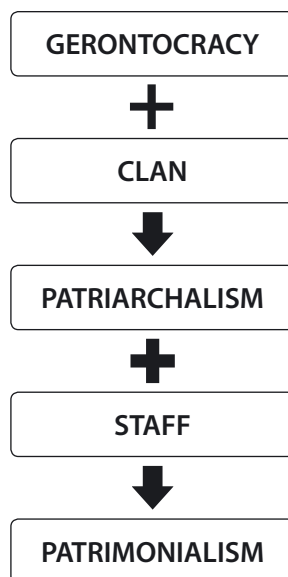 GERONTOCRACY
+
CLAN
PATRIARCHALISM
+
STAFF
PATRIMONIALISM